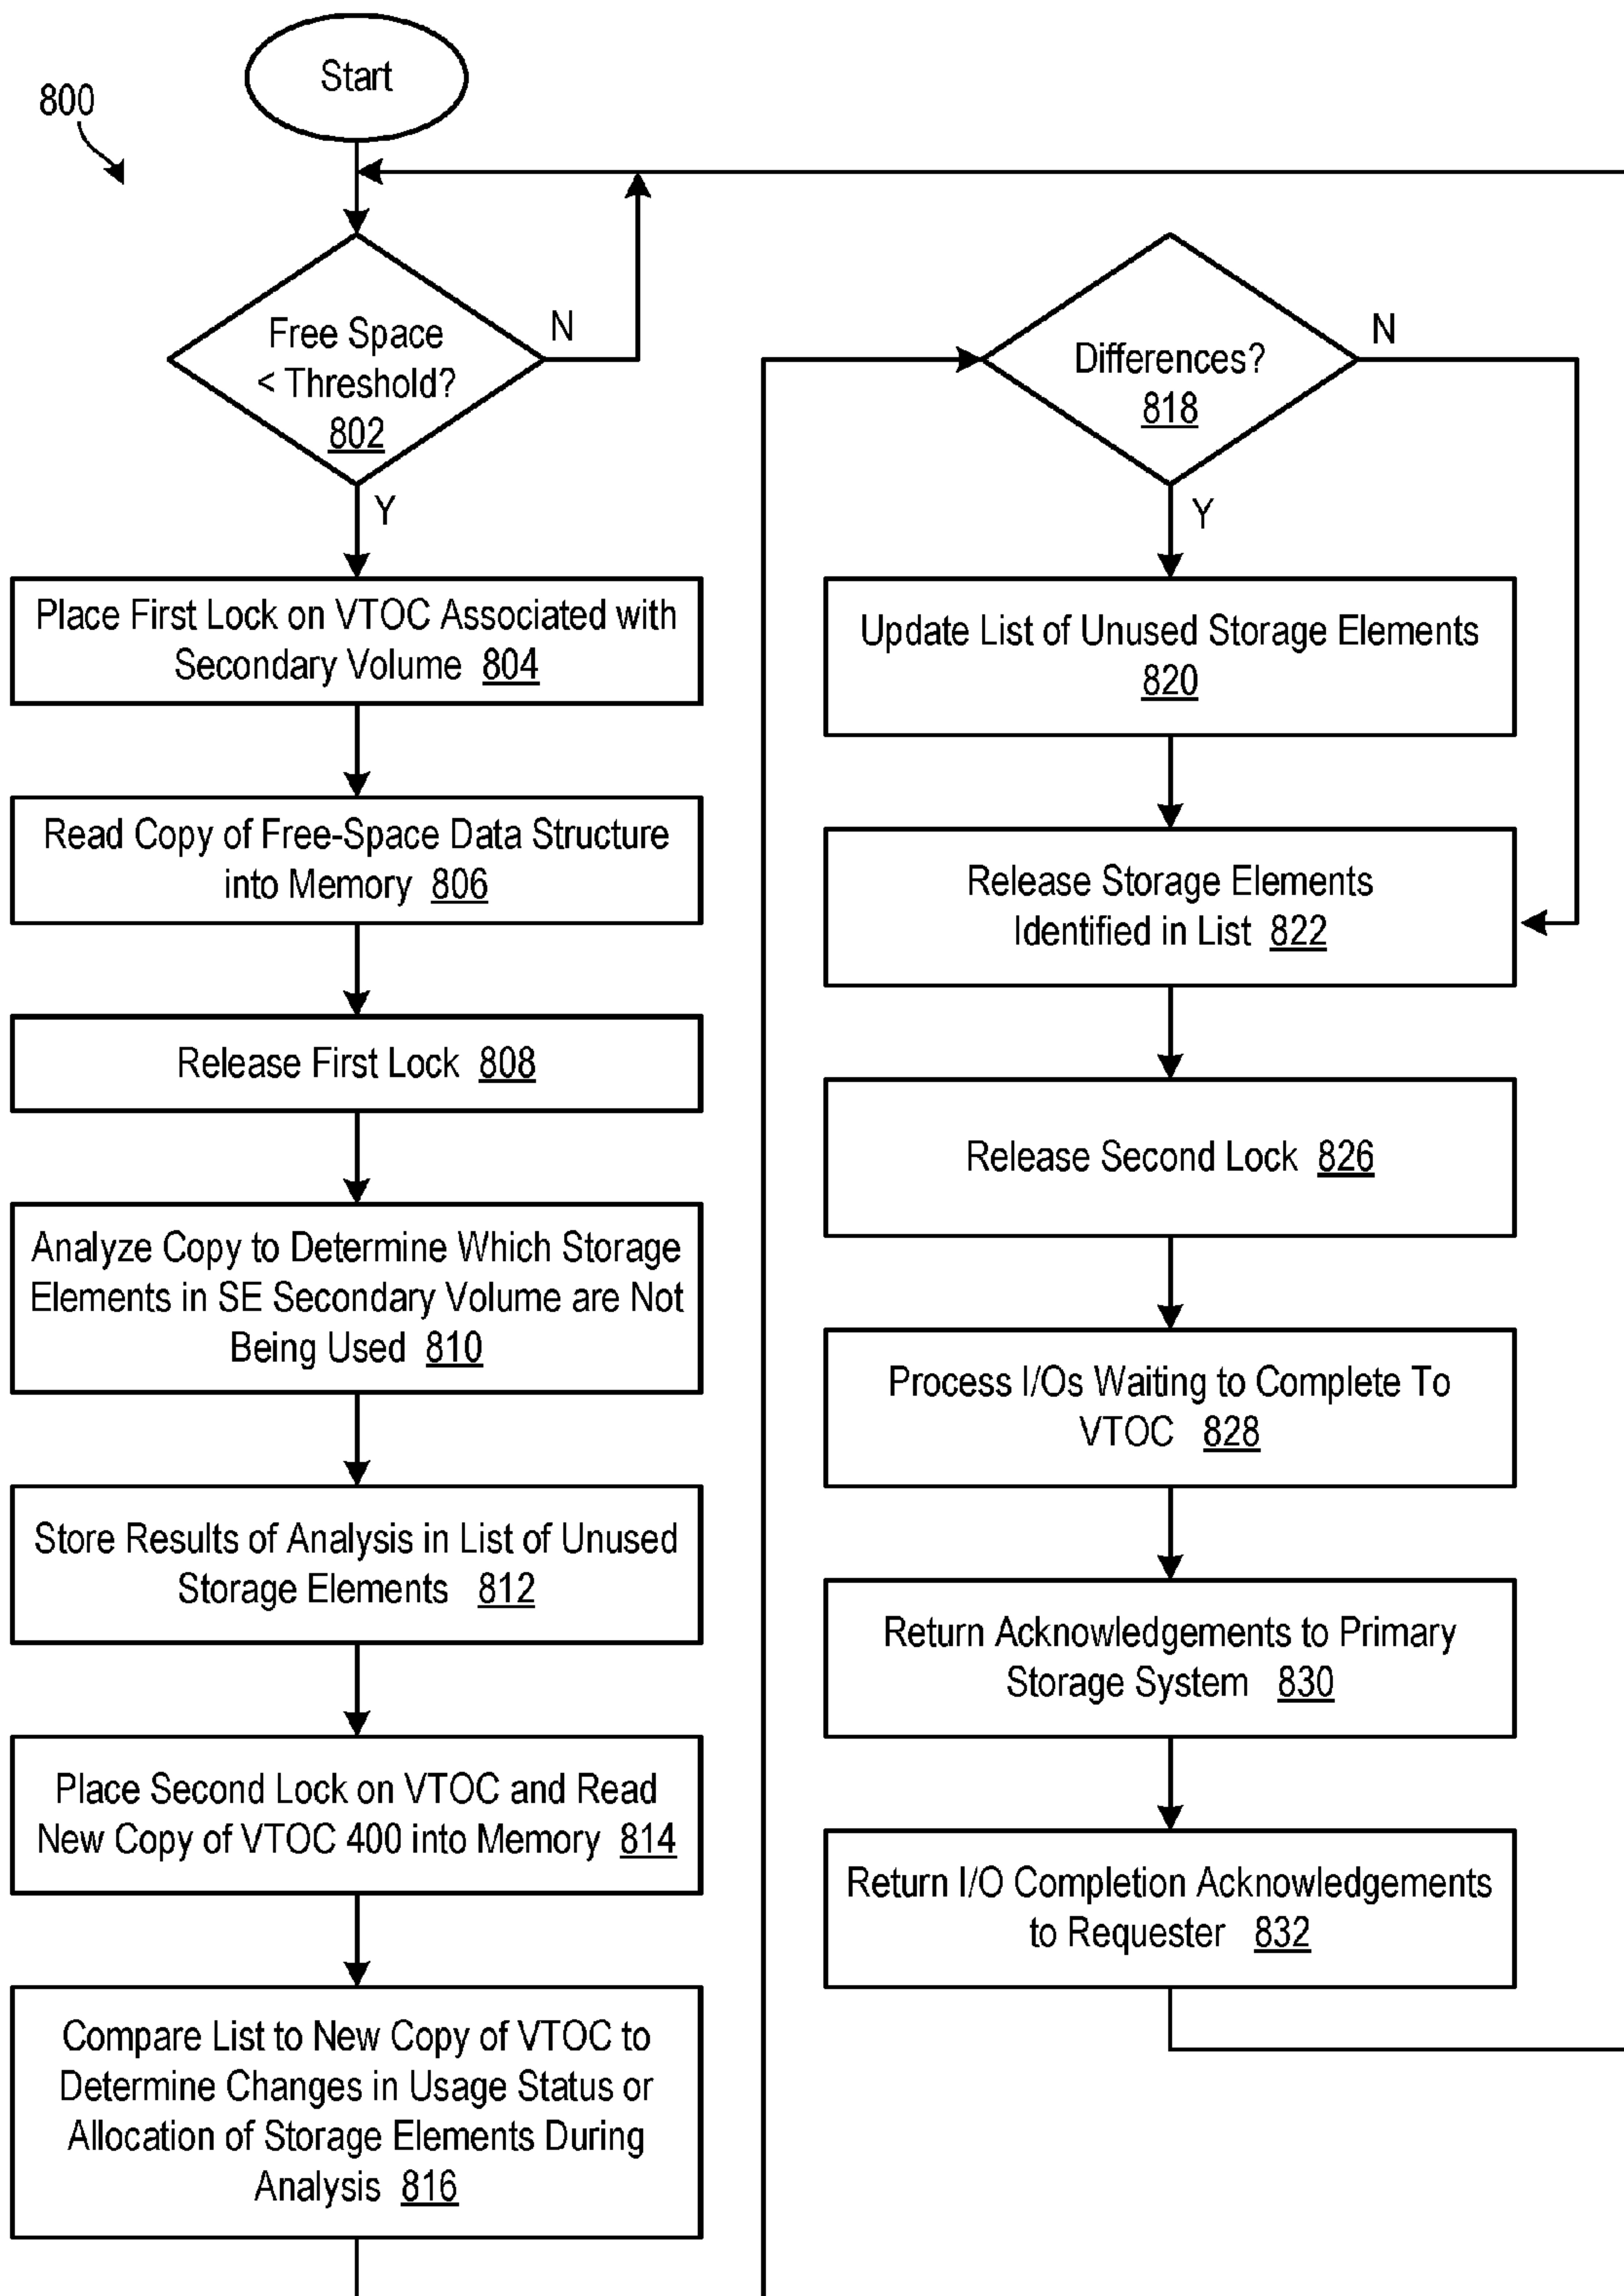 Start
800
Free Space
< Threshold?
802
N
Y
Place First Lock on VTOC Associated with
Secondary Volume 804
Read Copy of Free-Space Data Structure
into Memory 806
Release First Lock 808
Analyze Copy to Determine Which Storage
Elements in SE Secondary Volume are Not
Being Used 810
Store Results of Analysis in List of Unused
Storage Elements 812
Place Second Lock on VTOC and Read
New Copy of VTOC 400 into Memory 814
Compare List to New Copy of VTOC to
Determine Changes in Usage Status or
Allocation of Storage Elements During
Analysis 816
Differences?
818
N
Y
Update List of Unused Storage Elements
820
Release Storage Elements
Identified in List 822
Release Second Lock 826
Process I/Os Waiting to Complete To
VTOC 828
Return Acknowledgements to Primary
Storage System 830
Return I/O Completion Acknowledgements
to Requester 832